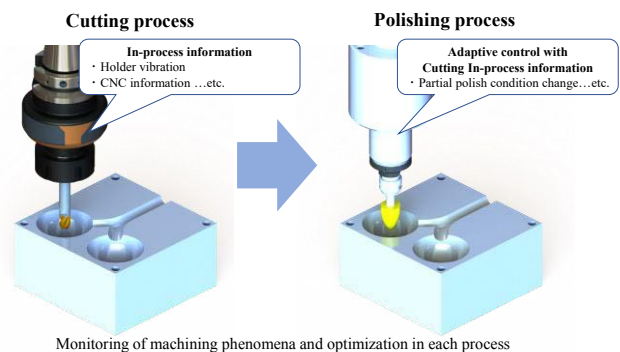 Cutting process
Polishing process
In-process information
・Holder vibration
・CNC information …etc.
Adaptive control with
Cutting In-process information
・Partial polish condition change…etc.
Monitoring of machining phenomena and optimization in each process